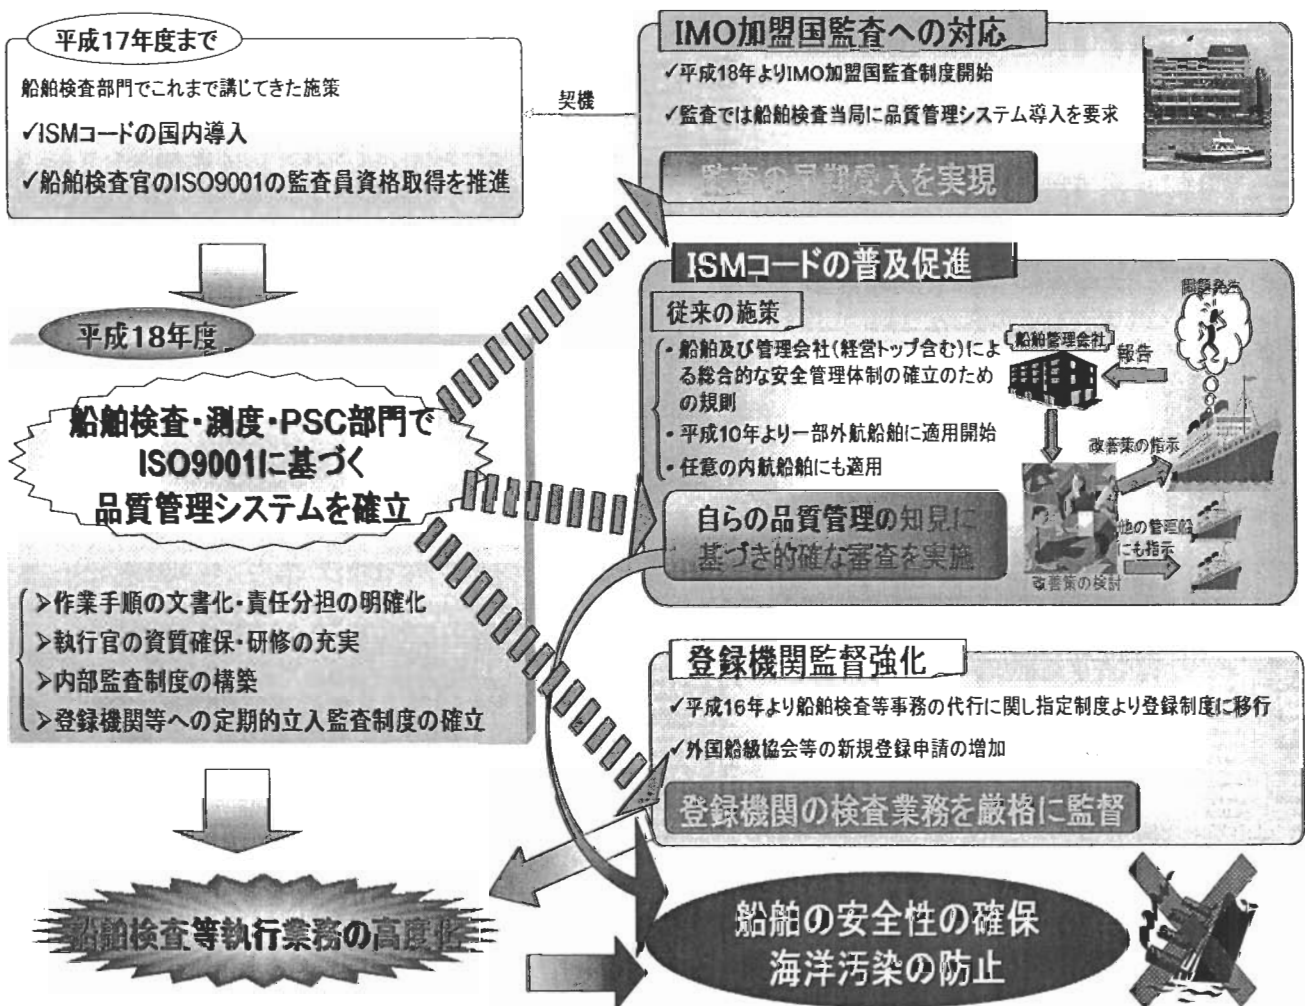 平成17年度まで
船舶検査部門でこれまで講じてきた施策
✓ISMコードの国内導入
✓船舶検査官のISO9001の監査員資格取得を推進
契機
IMO加盟国監査への対応
✓平成18年よりIMO加盟国監査制度開始
✓監査では船舶検査当局に品質管理システム導入を要求
監査の早期受入を実現
平成18年度
船舶検査・測度・PSC部門で
ISO9001に基づく
品質管理システムを確立
➢作業手順の文書化・責任分担の明確化
➢執行官の資質確保・研修の充実
➢内部監査制度の構築
➢登録機関等への定期的立入監査制度の確立
ISMコードの普及促進
従来の施策
・船舶及び管理会社(経営トップ含む)によ
る総合的な安全管理体制の確立のため
の規則
・平成10年より一部外航船舶に適用開始
・任意の内航船舶にも適用
自らの品質管理の知見に
基づき的確な審査を実施
問題発生
船舶管理会社
報告
改善策の指示
他の管理船
にも指示
改善策の検討
登録機関監督強化
✓平成16年より船舶検査等事務の代行に関し指定制度より登録制度に移行
✓外国船級協会等の新規登録申請の増加
登録機関の検査業務を厳格に監督
船舶検査等執行業務の高度化
船舶の安全性の確保
海洋汚染の防止